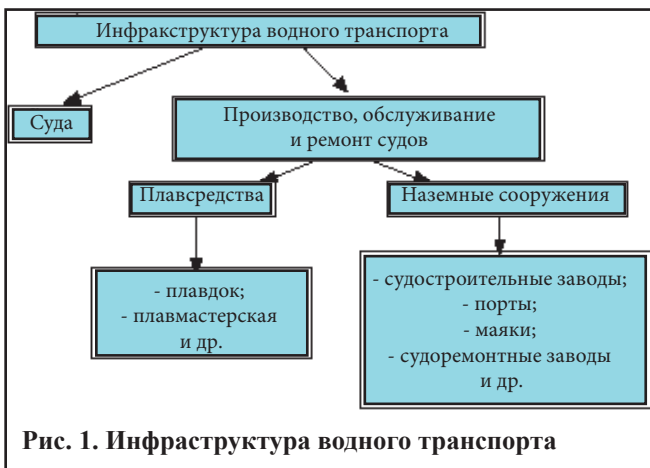 Инфракструктура водного транспорта
Суда
Производство, обслуживание
и ремонт судов
Плавсредства
Наземные сооружения
- плавдок;
- плавмастерская
и др.
- судостроительные заводы;
- порты;
- маяки;
- судоремонтные заводы
и др.
Рис. 1. Инфраструктура водного транспорта